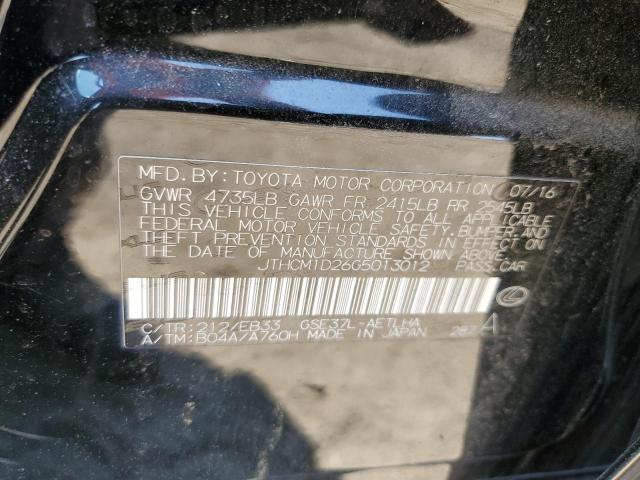 MFD. BY: TOYOTA MOTOR CORPORATION 07/16
GVWR 4735LB GAWR FR 2415LB RR 2545LB
THIS VEHICLE CONFORMS TO ALL APPLICABLE
FEDERAL MOTOR VEHICLE SAFETY, BUMPER, AND
THEFT PREVENTION STANDARDS IN EFFECT ON
THE DATE OF MANUFACTURE SHOWN ABOVE.
JTHCM1D26G5013012 PASS.CAR
C/TR: 212/EB33 GSE37L-AETLHA
A/TM: B04A/A760H MADE IN JAPAN 287 A